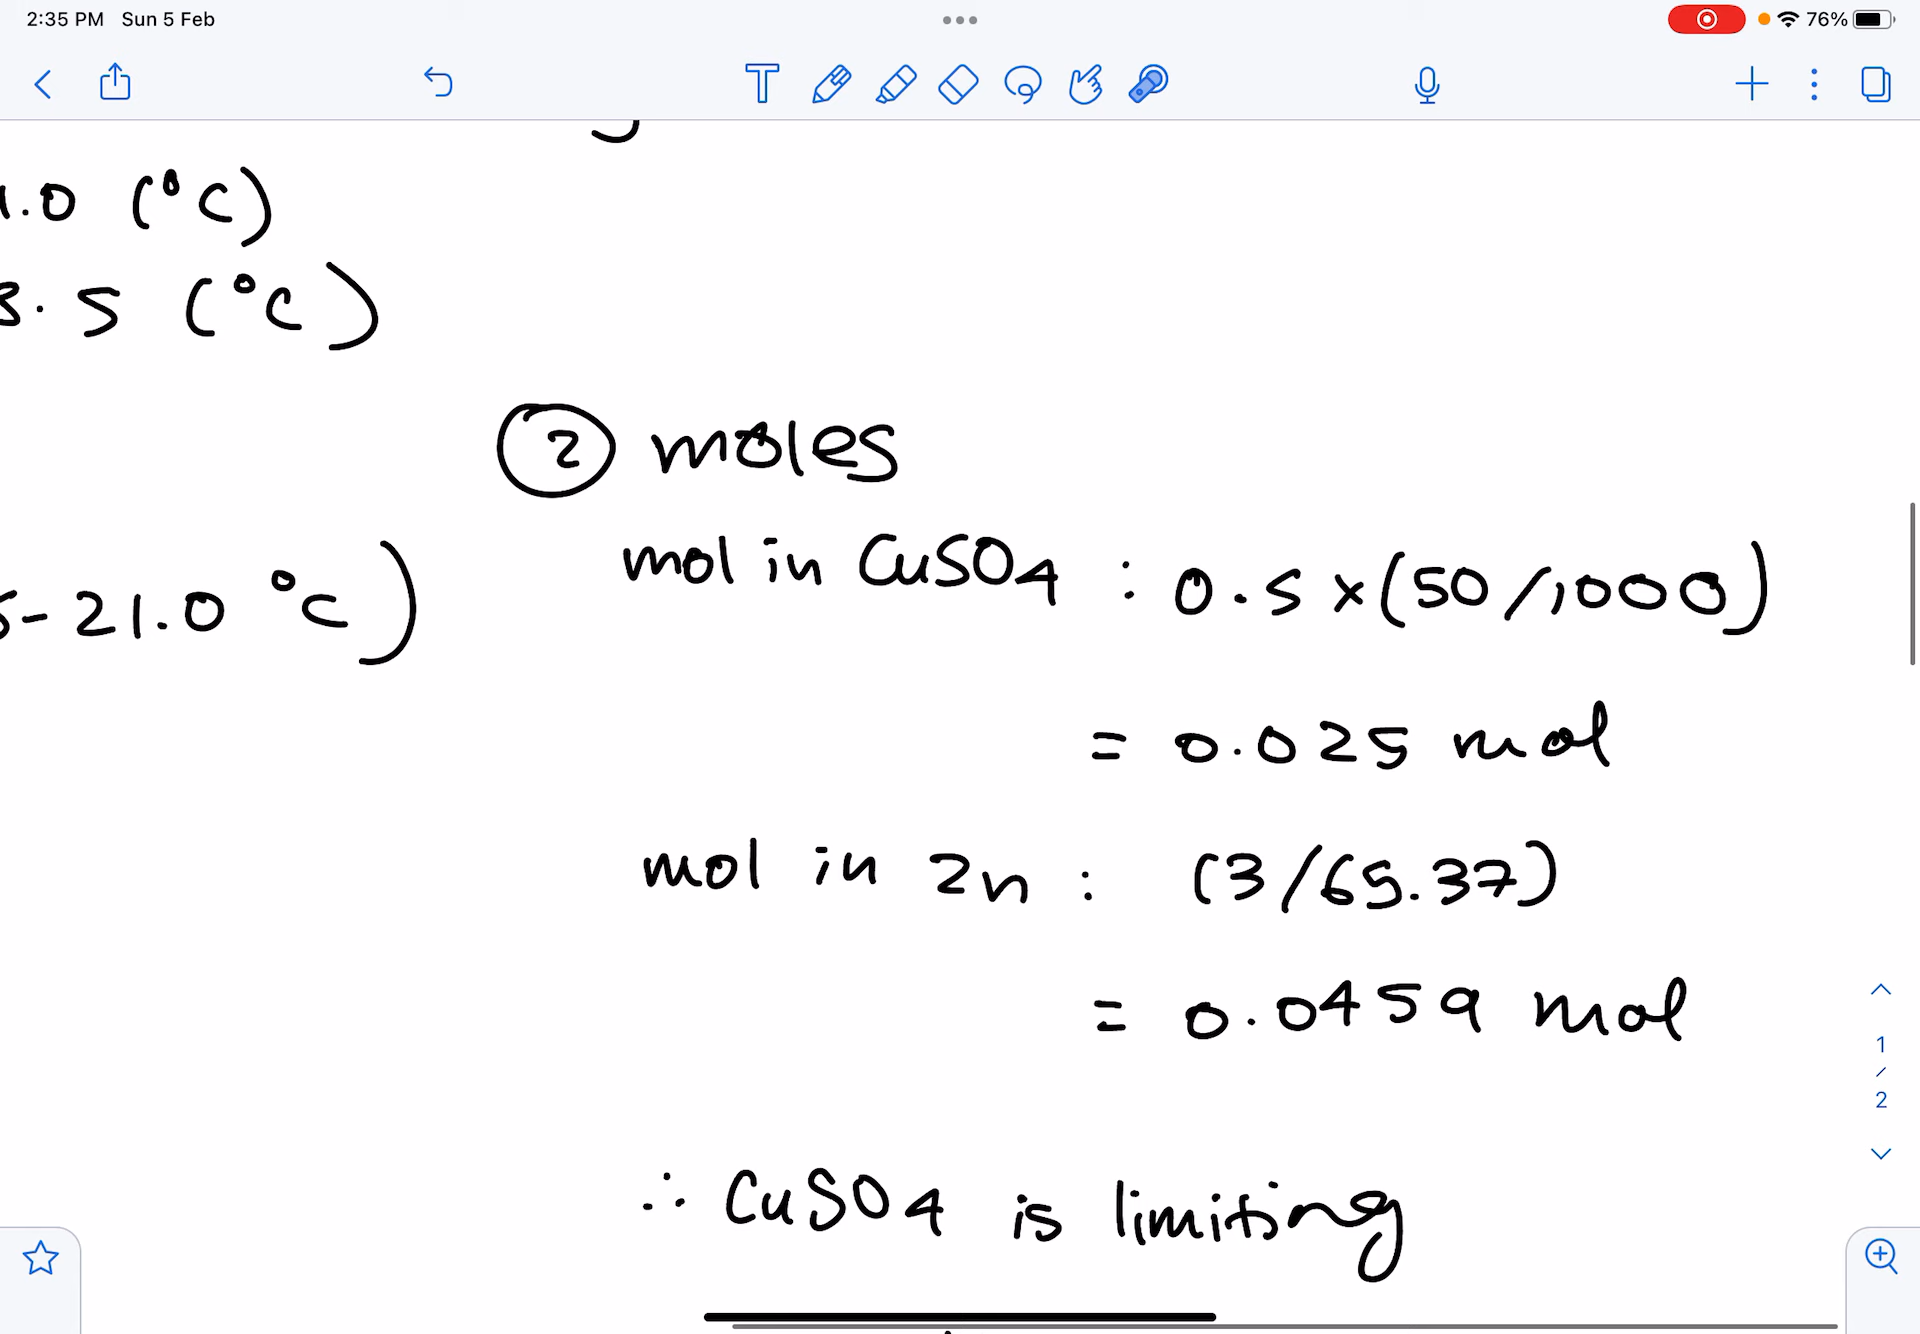 2:35 PM Sun 5 Feb
76%
T
.0 (°C)
3.5 (°C)
② moles
- 21.0 °C)
mol in CuSO4 : 0.5 x (50/1000)
= 0.025 mol
mol in Zn : (3/65.37)
= 0.0459 mol
1
/
2
∴ CuSO4 is limiting